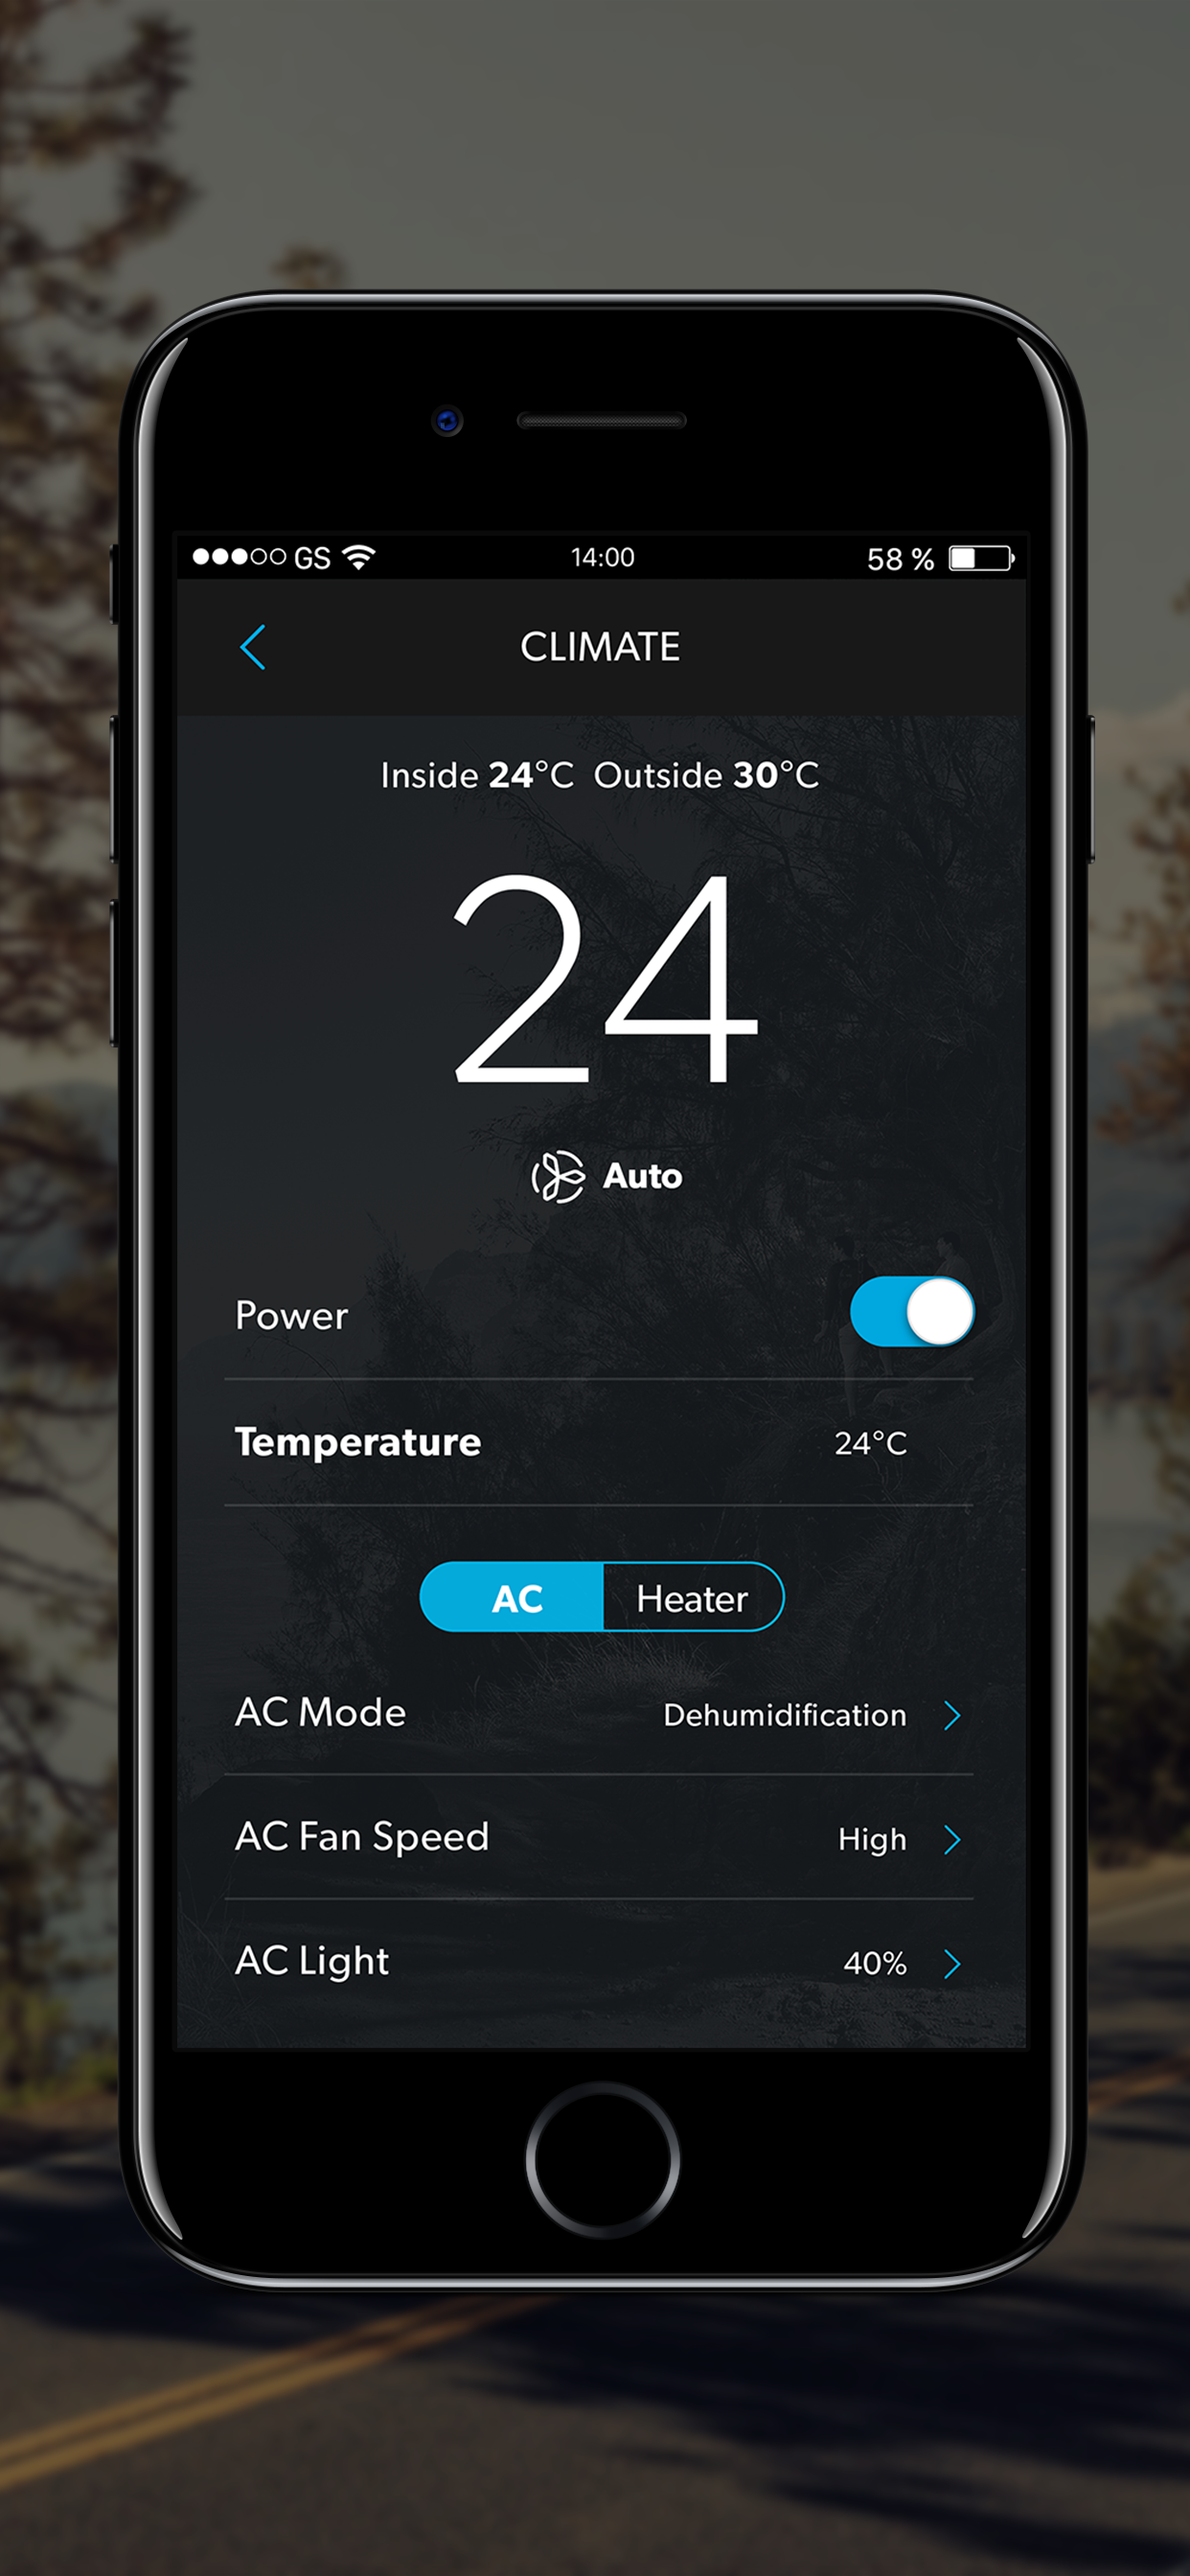 GS 14:00 58 %
CLIMATE
Inside 24°C Outside 30°C
24
Auto
Power
Temperature 24°C
AC Heater
AC Mode Dehumidification
AC Fan Speed High
AC Light 40%